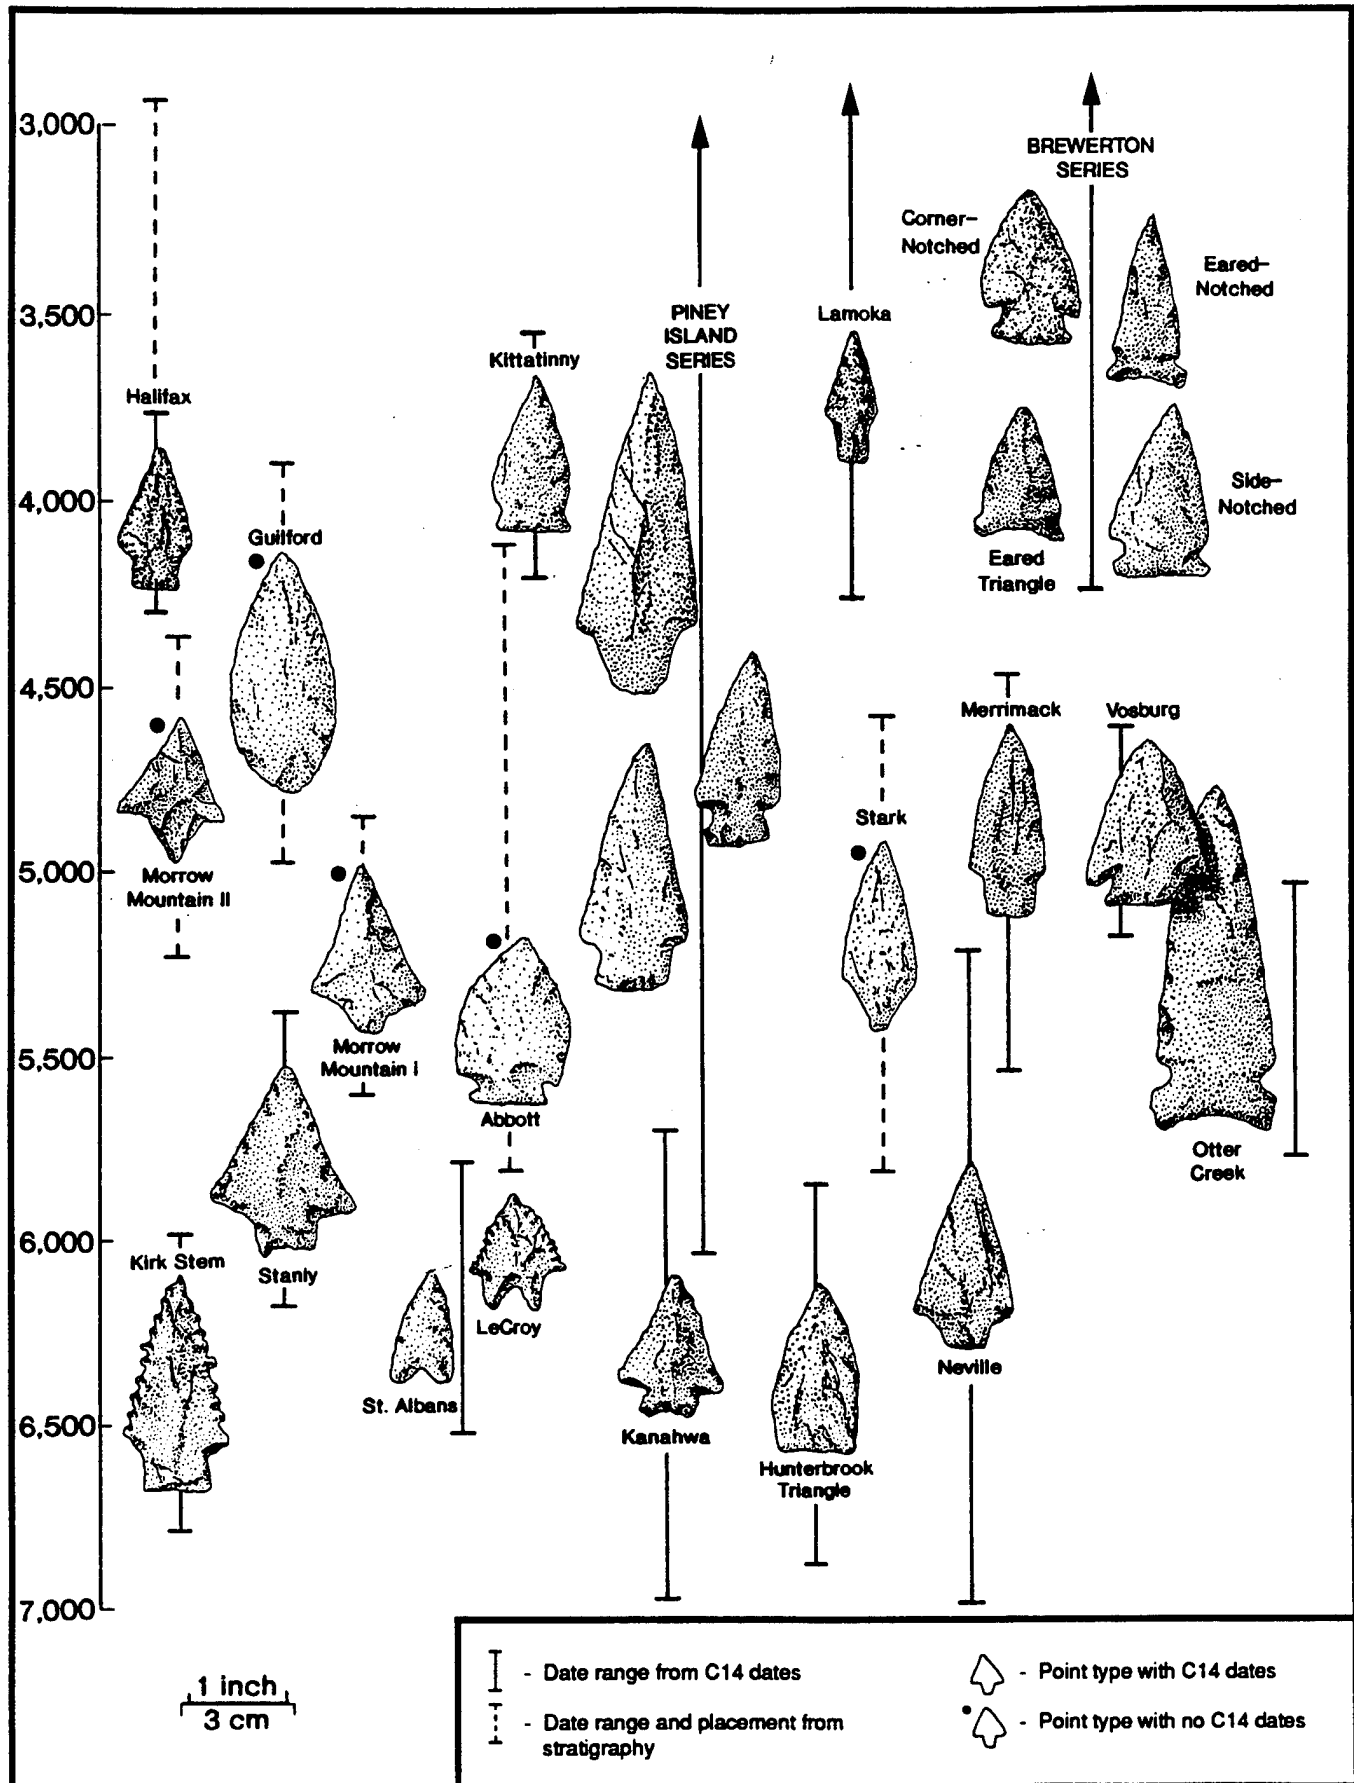 3,000
3,500
4,000
4,500
5,000
5,500
6,000
6,500
7,000
Halifax
Guilford
Morrow
Mountain II
Morrow
Mountain I
Stanly
Kirk Stem
Kittatinny
Abbott
St. Albans
LeCroy
PINEY
ISLAND
SERIES
Kanahwa
Lamoka
Stark
Hunterbrook
Triangle
Neville
BREWERTON
SERIES
Corner-
Notched
Eared-
Notched
Eared
Triangle
Side-
Notched
Merrimack
Vosburg
Otter
Creek
1 inch
3 cm
- Date range from C14 dates
- Date range and placement from
stratigraphy
- Point type with C14 dates
- Point type with no C14 dates